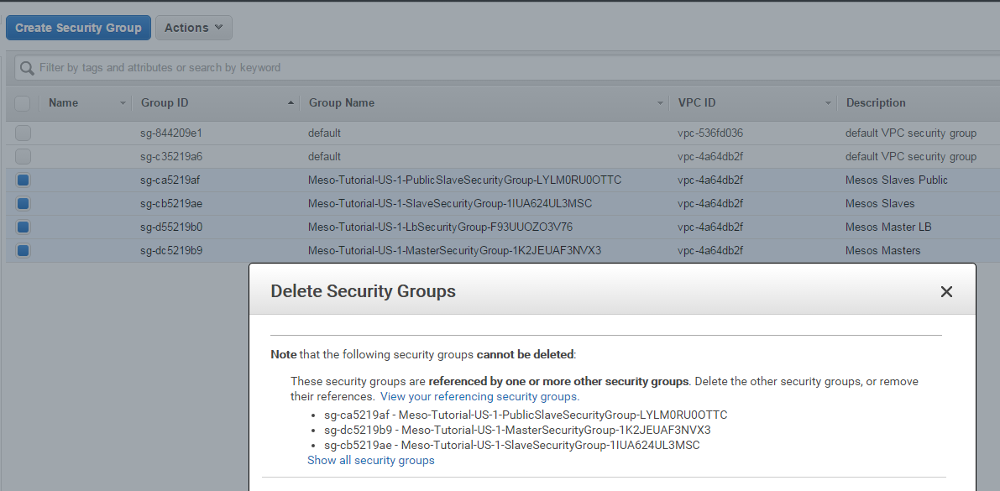 Create Security Group Actions
Filter by tags and attributes or search by keyword
Name Group ID Group Name VPC ID Description
sg-844209e1 default vpc-536fd036 default VPC security group
sg-c35219a6 default vpc-4a64db2f default VPC security group
sg-ca5219af Meso-Tutorial-US-1-PublicSlaveSecurityGroup-LYLM0RU0OTTC vpc-4a64db2f Mesos Slaves Public
sg-cb5219ae Meso-Tutorial-US-1-SlaveSecurityGroup-1IUA624UL3MSC vpc-4a64db2f Mesos Slaves
sg-d55219b0 Meso-Tutorial-US-1-LbSecurityGroup-F93UUOZO3V76 vpc-4a64db2f Mesos Master LB
sg-dc5219b9 Meso-Tutorial-US-1-MasterSecurityGroup-1K2JEUAF3NVX3 vpc-4a64db2f Mesos Masters
Delete Security Groups
Note that the following security groups cannot be deleted:
These security groups are referenced by one or more other security groups. Delete the other security groups, or remove
their references. View your referencing security groups.
• sg-ca5219af - Meso-Tutorial-US-1-PublicSlaveSecurityGroup-LYLM0RU0OTTC
• sg-dc5219b9 - Meso-Tutorial-US-1-MasterSecurityGroup-1K2JEUAF3NVX3
• sg-cb5219ae - Meso-Tutorial-US-1-SlaveSecurityGroup-1IUA624UL3MSC
Show all security groups